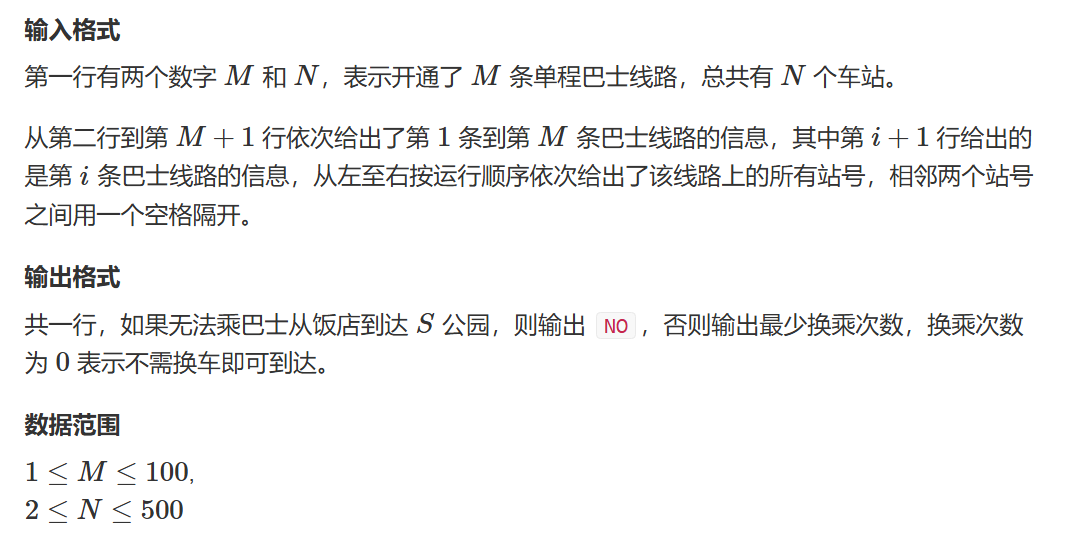 输入格式
第一行有两个数字 M 和 N，表示开通了 M 条单程巴士线路，总共有 N 个车站。
从第二行到第 M + 1 行依次给出了第 1 条到第 M 条巴士线路的信息，其中第 i + 1 行给出的
是第 i 条巴士线路的信息，从左至右按运行顺序依次给出了该线路上的所有站号，相邻两个站号
之间用一个空格隔开。
输出格式
共一行，如果无法乘巴士从饭店到达 S 公园，则输出 NO ，否则输出最少换乘次数，换乘次数
为 0 表示不需换车即可到达。
数据范围
1 ≤ M ≤ 100,
2 ≤ N ≤ 500